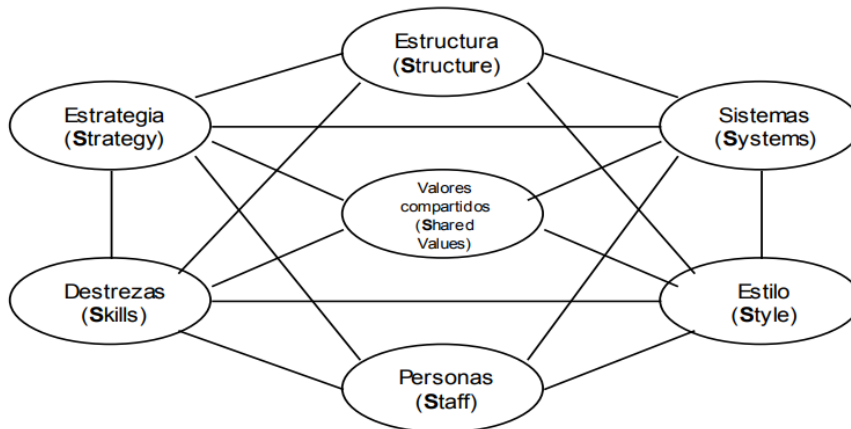 Estructura
(Structure)
Estrategia
(Strategy)
Sistemas
(Systems)
Valores
compartidos
(Shared
Values)
Destrezas
(Skills)
Estilo
(Style)
Personas
(Staff)